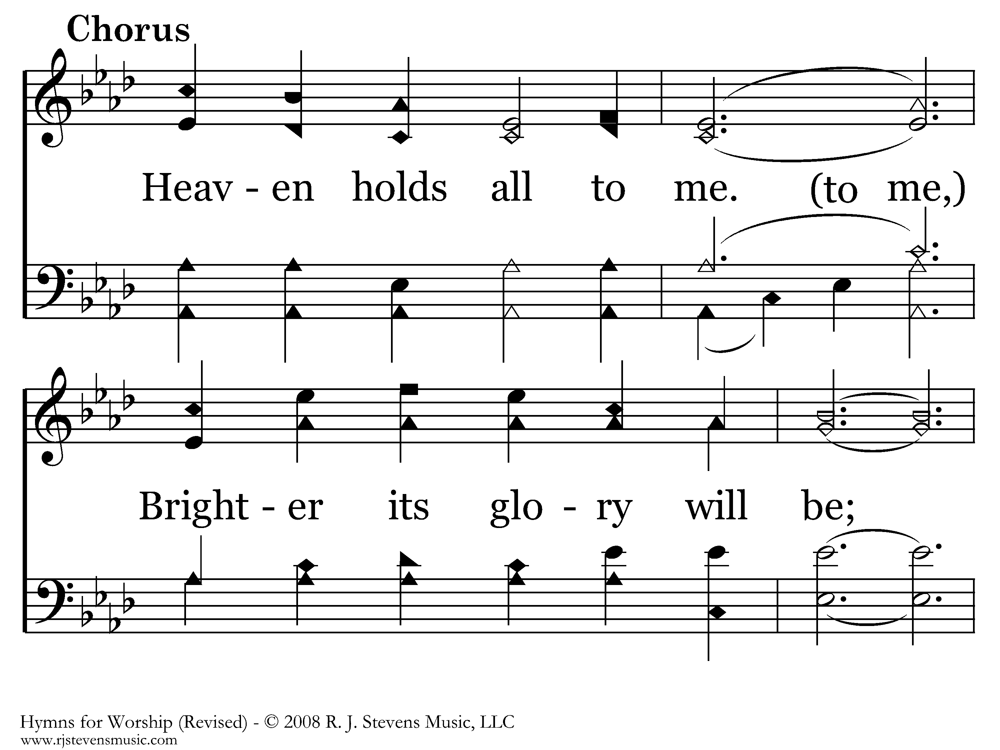 Chorus
Heav - en holds all to me. (to me,)
Bright - er its glo - ry will be;
Hymns for Worship (Revised) - © 2008 R. J. Stevens Music, LLC
www.rjstevensmusic.com